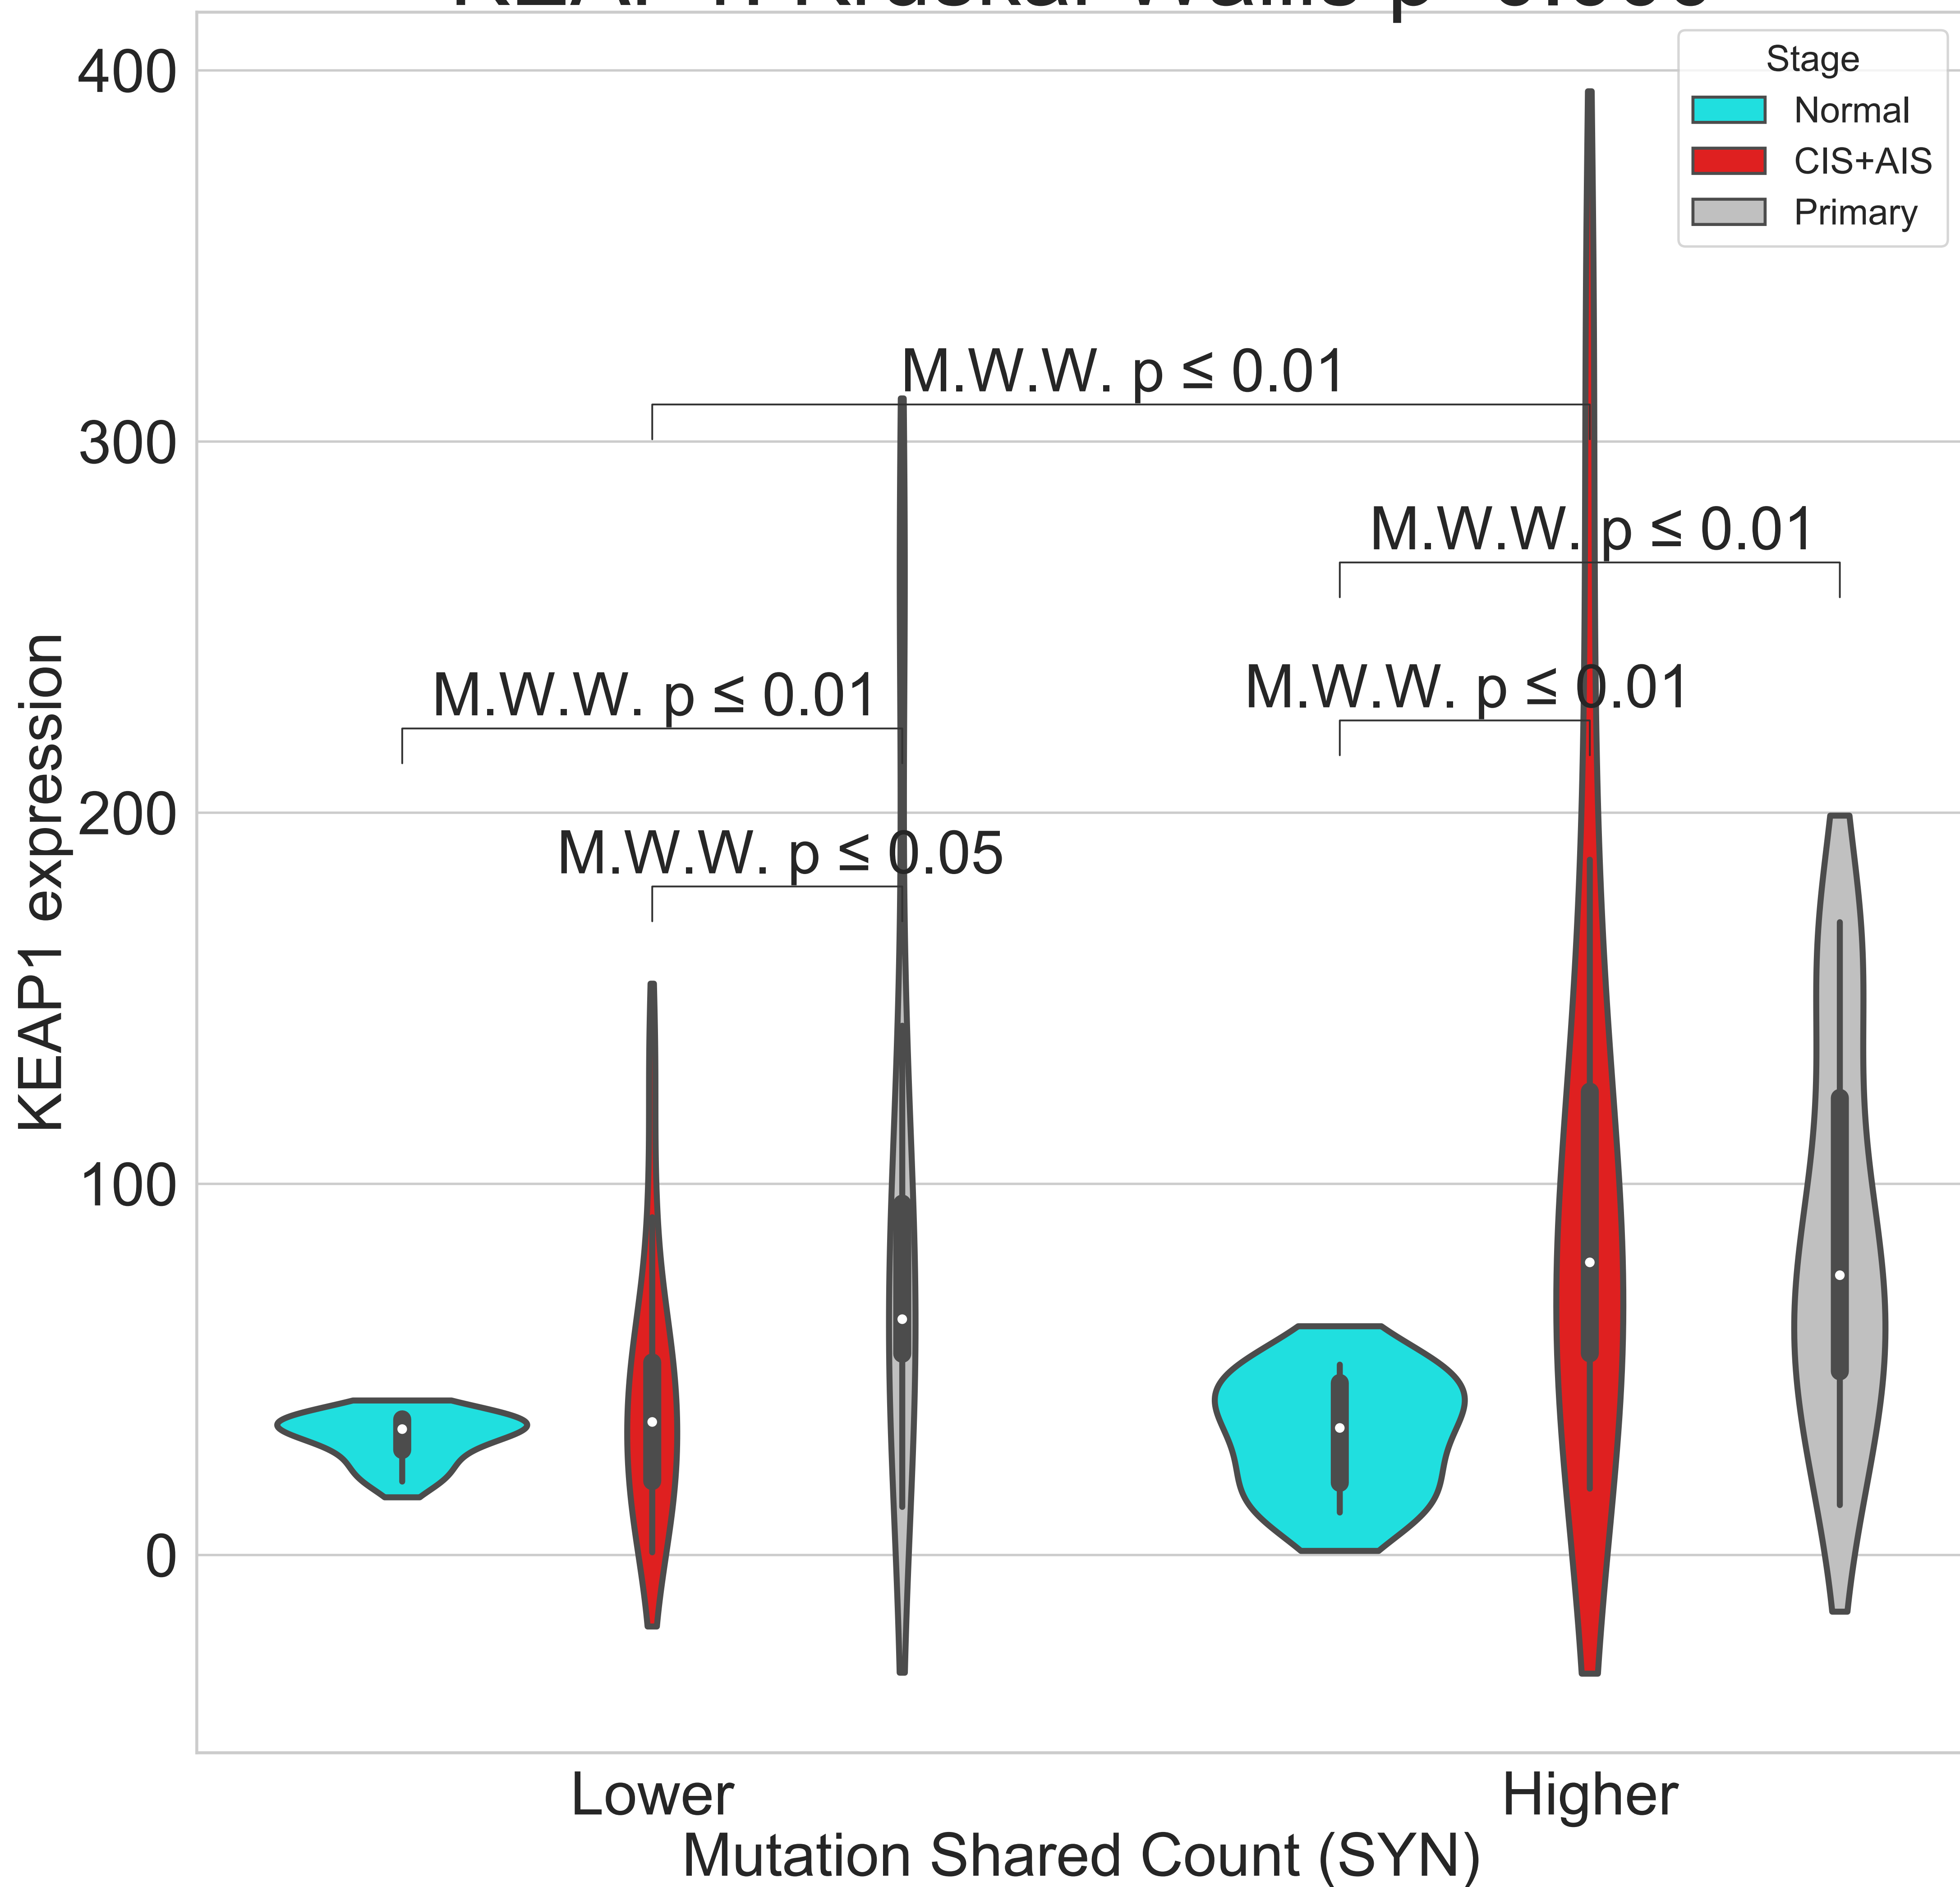 400
300
200
100
0
KEAP1 expression
Stage
Normal
CIS+AIS
Primary
M.W.W. p ≤ 0.01
M.W.W. p ≤ 0.01
M.W.W. p ≤ 0.01
M.W.W. p ≤ 0.01
M.W.W. p ≤ 0.05
Lower
Higher
Mutation Shared Count (SYN)